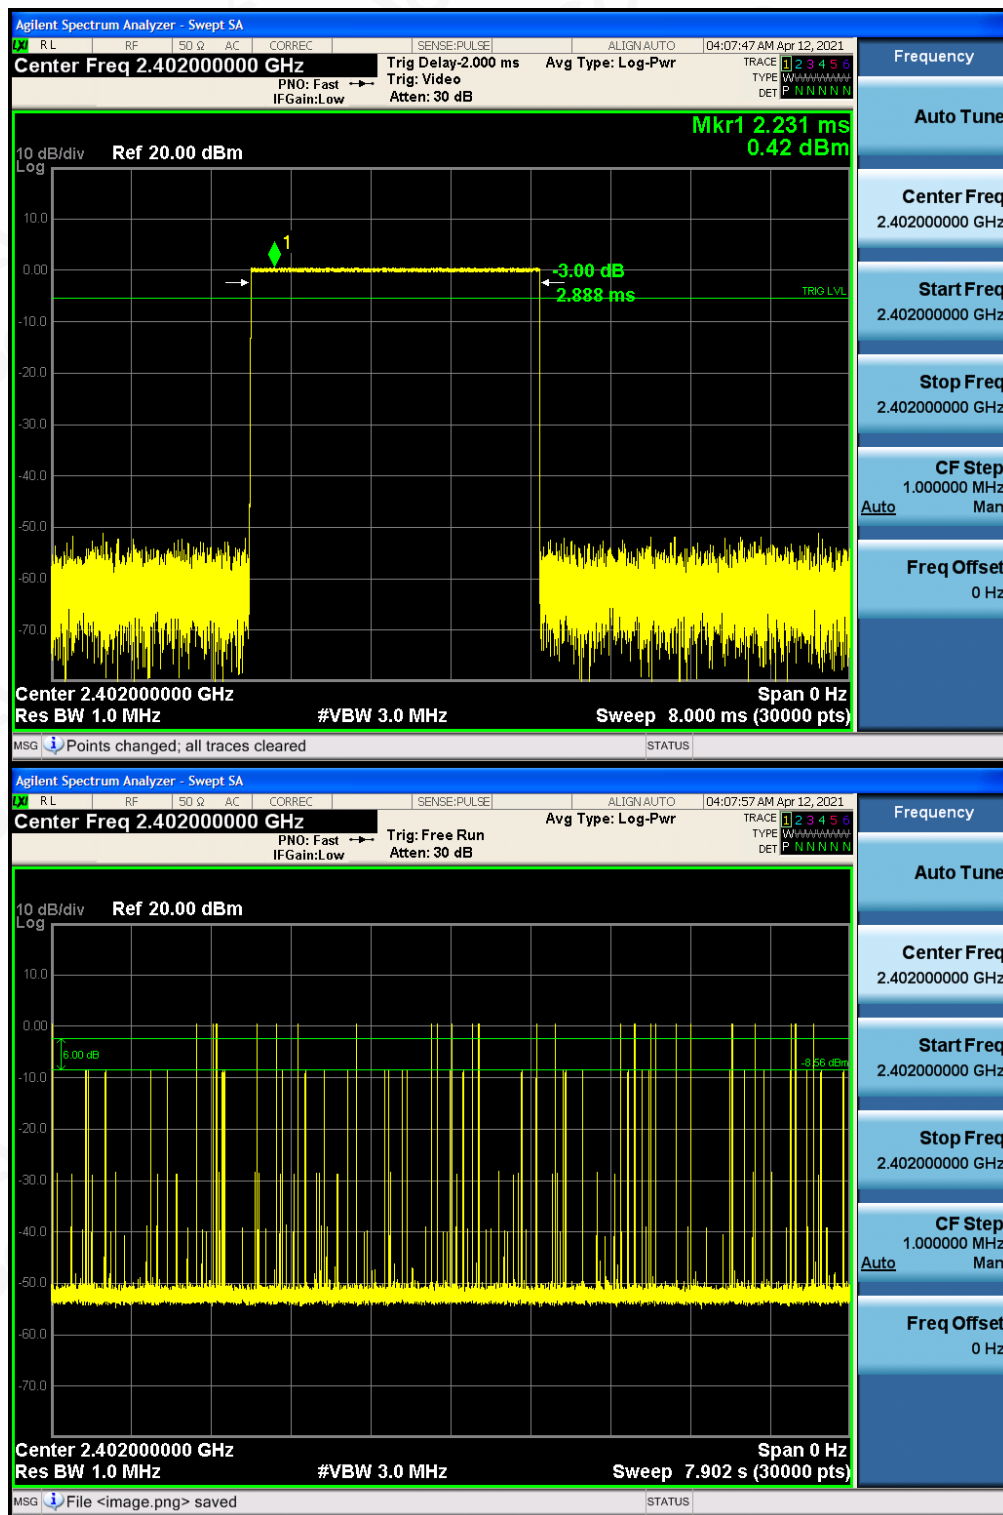 Agilent Spectrum Analyzer - Swept SA
LXI RL RF 50 Ω AC CORREC SENSE:PULSE ALIGN AUTO 04:07:47 AM Apr 12, 2021
Center Freq 2.402000000 GHz
PNO: Fast
IFGain:Low
Trig Delay-2.000 ms
Trig: Video
Atten: 30 dB
Avg Type: Log-Pwr
TRACE 1 2 3 4 5 6
TYPE
DET P N N N N N
Mkr1 2.231 ms
0.42 dBm
10 dB/div Ref 20.00 dBm
Log
10.0
1
0.00
-3.00 dB
2.888 ms
TRIG LVL
-10.0
-20.0
-30.0
-40.0
-50.0
-60.0
-70.0
Center 2.402000000 GHz Span 0 Hz
Res BW 1.0 MHz #VBW 3.0 MHz Sweep 8.000 ms (30000 pts)
MSG Points changed; all traces cleared STATUS
Frequency
Auto Tune
Center Freq
2.402000000 GHz
Start Freq
2.402000000 GHz
Stop Freq
2.402000000 GHz
CF Step
1.000000 MHz
Auto Man
Freq Offset
0 Hz
Agilent Spectrum Analyzer - Swept SA
LXI RL RF 50 Ω AC CORREC SENSE:PULSE ALIGN AUTO 04:07:57 AM Apr 12, 2021
Center Freq 2.402000000 GHz
PNO: Fast
IFGain:Low
Trig: Free Run
Atten: 30 dB
Avg Type: Log-Pwr
TRACE 1 2 3 4 5 6
TYPE
DET P N N N N N
10 dB/div Ref 20.00 dBm
Log
10.0
0.00
6.00 dB
-8.56 dBm
-10.0
-20.0
-30.0
-40.0
-50.0
-60.0
-70.0
Center 2.402000000 GHz Span 0 Hz
Res BW 1.0 MHz #VBW 3.0 MHz Sweep 7.902 s (30000 pts)
MSG File <image.png> saved STATUS
Frequency
Auto Tune
Center Freq
2.402000000 GHz
Start Freq
2.402000000 GHz
Stop Freq
2.402000000 GHz
CF Step
1.000000 MHz
Auto Man
Freq Offset
0 Hz